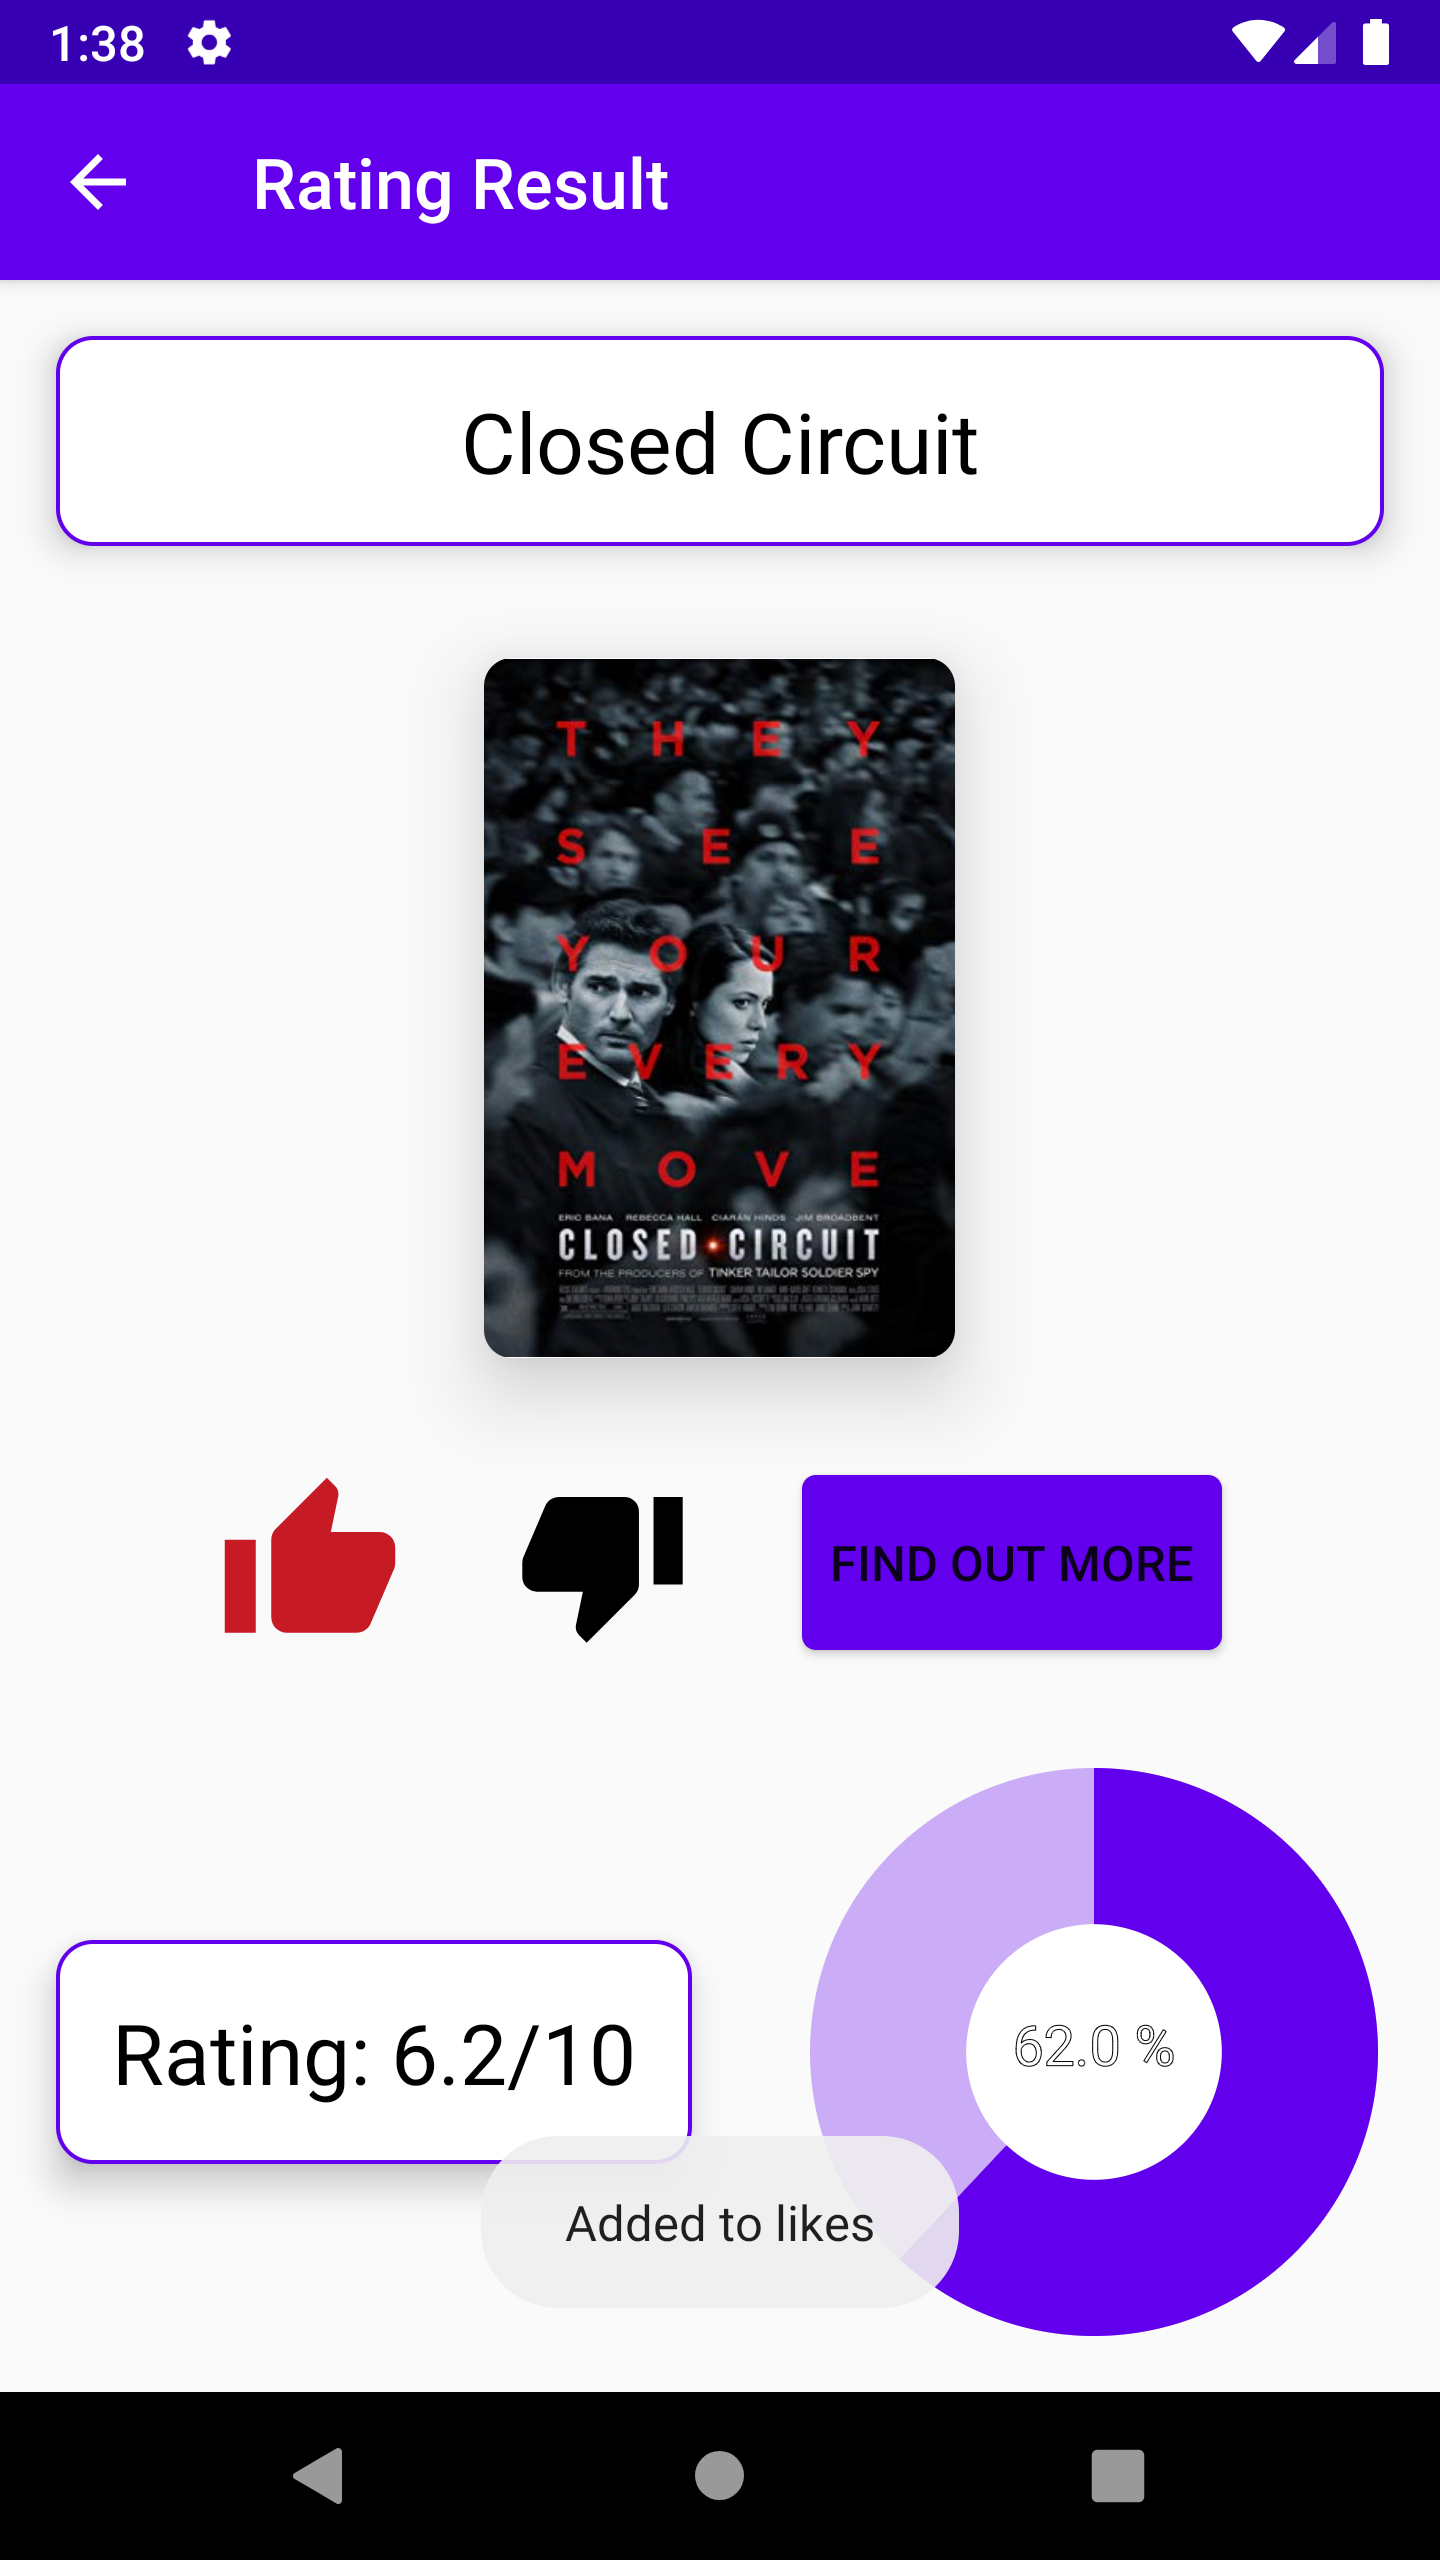 1:38
Rating Result
Closed Circuit
THEY
SEE
YOUR
EVERY
MOVE
ERIC BANA REBECCA HALL CIARÁN HINDS JIM BROADBENT
CLOSED CIRCUIT
FROM THE PRODUCERS OF TINKER TAILOR SOLDIER SPY
FIND OUT MORE
62.0 %
Rating: 6.2/10
Added to likes